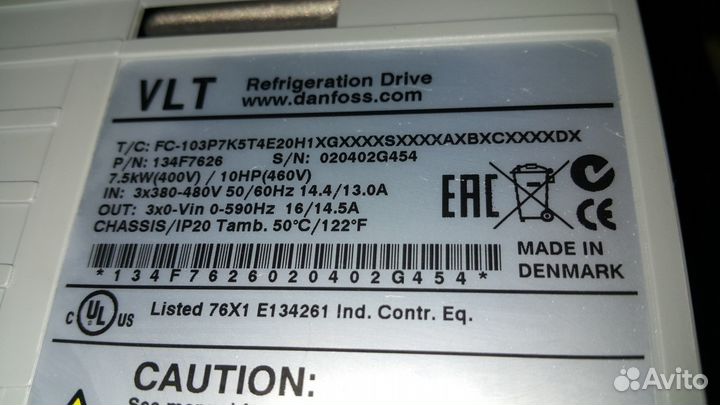 VLT Refrigeration Drive
www.danfoss.com
T/C: FC-103P7K5T4E20H1XGXXXXSXXXXAXBXCXXXXDX
P/N: 134F7626 S/N: 020402G454
7.5kW(400V) / 10HP(460V)
IN: 3x380-480V 50/60Hz 14.4/13.0A
OUT: 3x0-Vin 0-590Hz 16/14.5A
CHASSIS/IP20 Tamb. 50°C/122°F
EAC
CE
*134F7626020402G454*
MADE IN
DENMARK
C UL US Listed 76X1 E134261 Ind. Contr. Eq.
CAUTION:
See manual
Avito